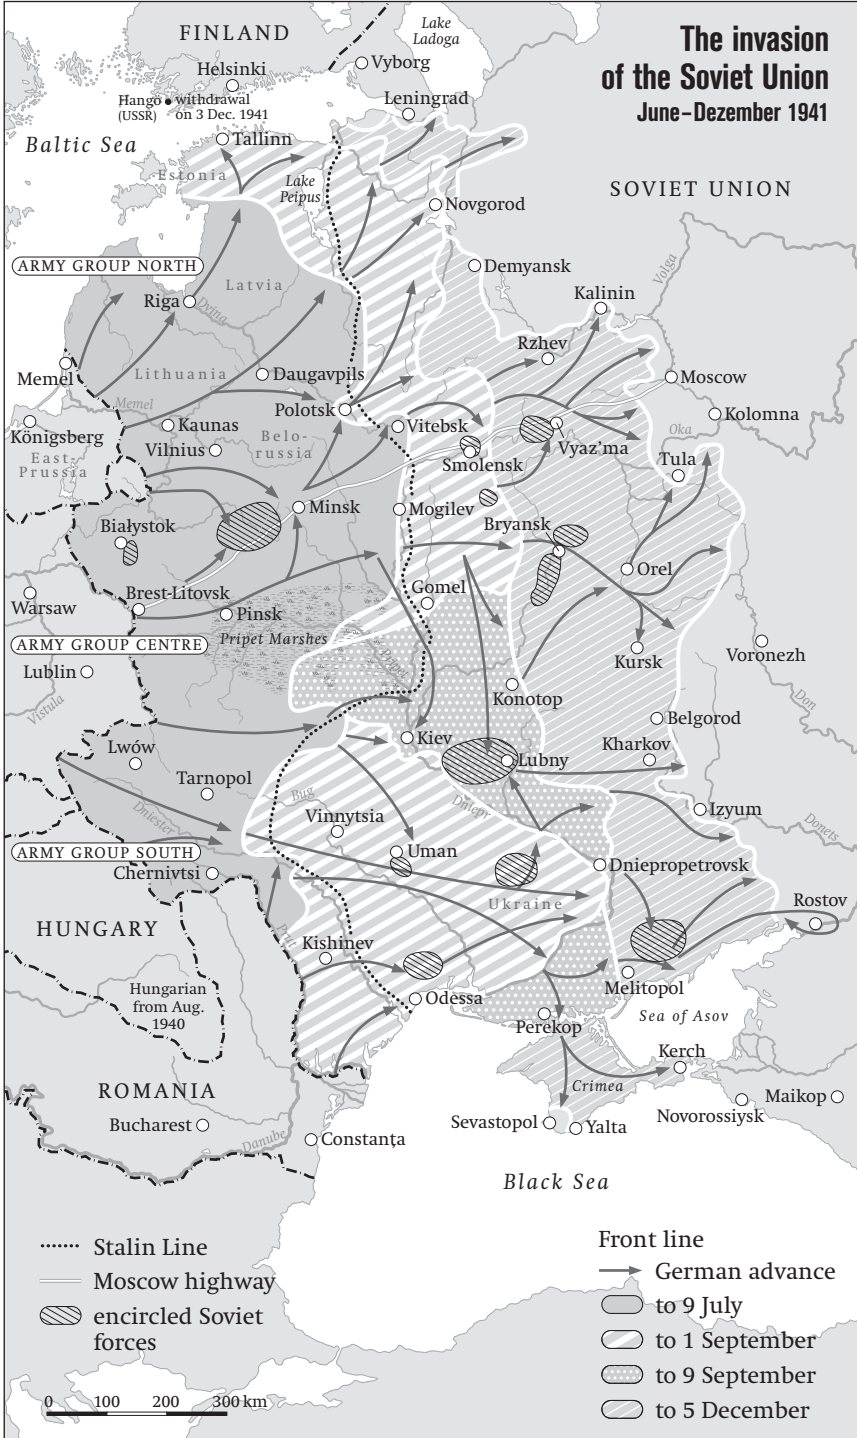 The invasion
of the Soviet Union
June–Dezember 1941
FINLAND
Lake
Ladoga
Vyborg
Helsinki
Hango
(USSR)
withdrawal
on 3 Dec. 1941
Leningrad
Baltic Sea
Tallinn
Estonia
Lake
Peipus
SOVIET UNION
Novgorod
ARMY GROUP NORTH
Demyansk
Volga
Latvia
Riga
Dvina
Kalinin
Rzhev
Memel
Lithuania
Daugavpils
Moscow
Memel
Polotsk
Kolomna
Königsberg
Kaunas
Vitebsk
Oka
East-
Prussia
Vilnius
Belo-
russia
Smolensk
Vyaz’ma
Tula
Minsk
Mogilev
Białystok
Bryansk
Orel
Warsaw
Brest-Litovsk
Gomel
Pinsk
Pripet Marshes
ARMY GROUP CENTRE
Pripet
Kursk
Voronezh
Lublin
Vistula
Konotop
Don
Belgorod
Kiev
Kharkov
Lwów
Lubny
Tarnopol
Bug
Dniepr
Izyum
Dniester
Vinnytsia
Donets
ARMY GROUP SOUTH
Uman
Chernivtsi
Dniepropetrovsk
Ukraine
Rostov
HUNGARY
Prut
Kishinev
Hungarian
from Aug.
1940
Odessa
Melitopol
Perekop
Sea of Asov
Kerch
ROMANIA
Crimea
Maikop
Bucharest
Sevastopol
Yalta
Novorossiysk
Danube
Constanţa
Black Sea
Stalin Line
Moscow highway
encircled Soviet
forces
0 100 200 300 km
Front line
German advance
to 9 July
to 1 September
to 9 September
to 5 December